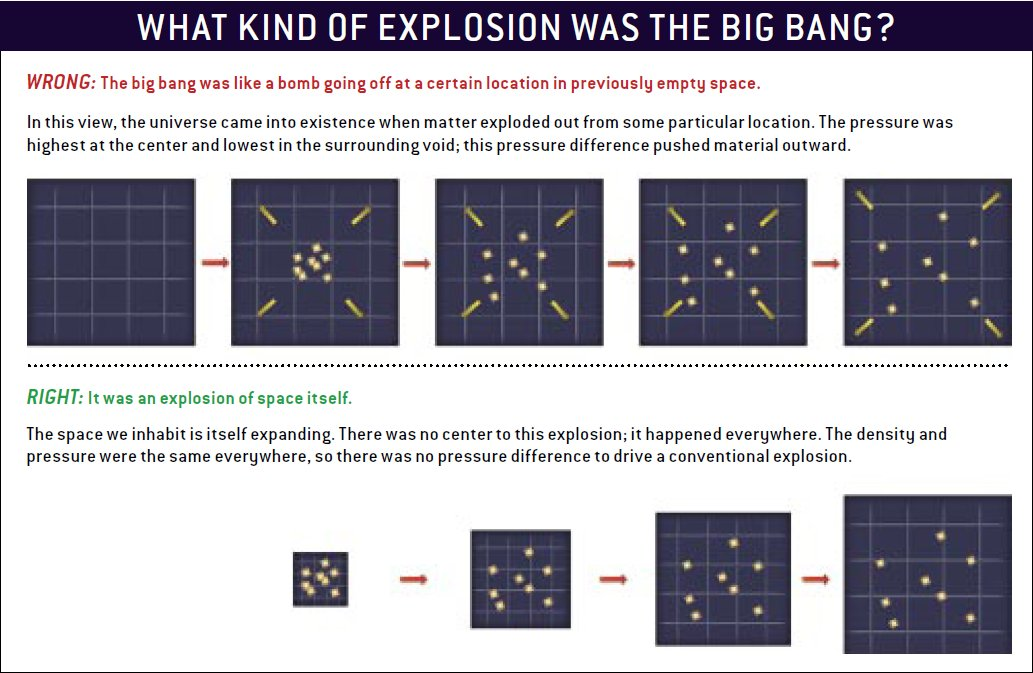 WHAT KIND OF EXPLOSION WAS THE BIG BANG?
WRONG: The big bang was like a bomb going off at a certain location in previously empty space.
In this view, the universe came into existence when matter exploded out from some particular location. The pressure was
highest at the center and lowest in the surrounding void; this pressure difference pushed material outward.
RIGHT: It was an explosion of space itself.
The space we inhabit is itself expanding. There was no center to this explosion; it happened everywhere. The density and
pressure were the same everywhere, so there was no pressure difference to drive a conventional explosion.